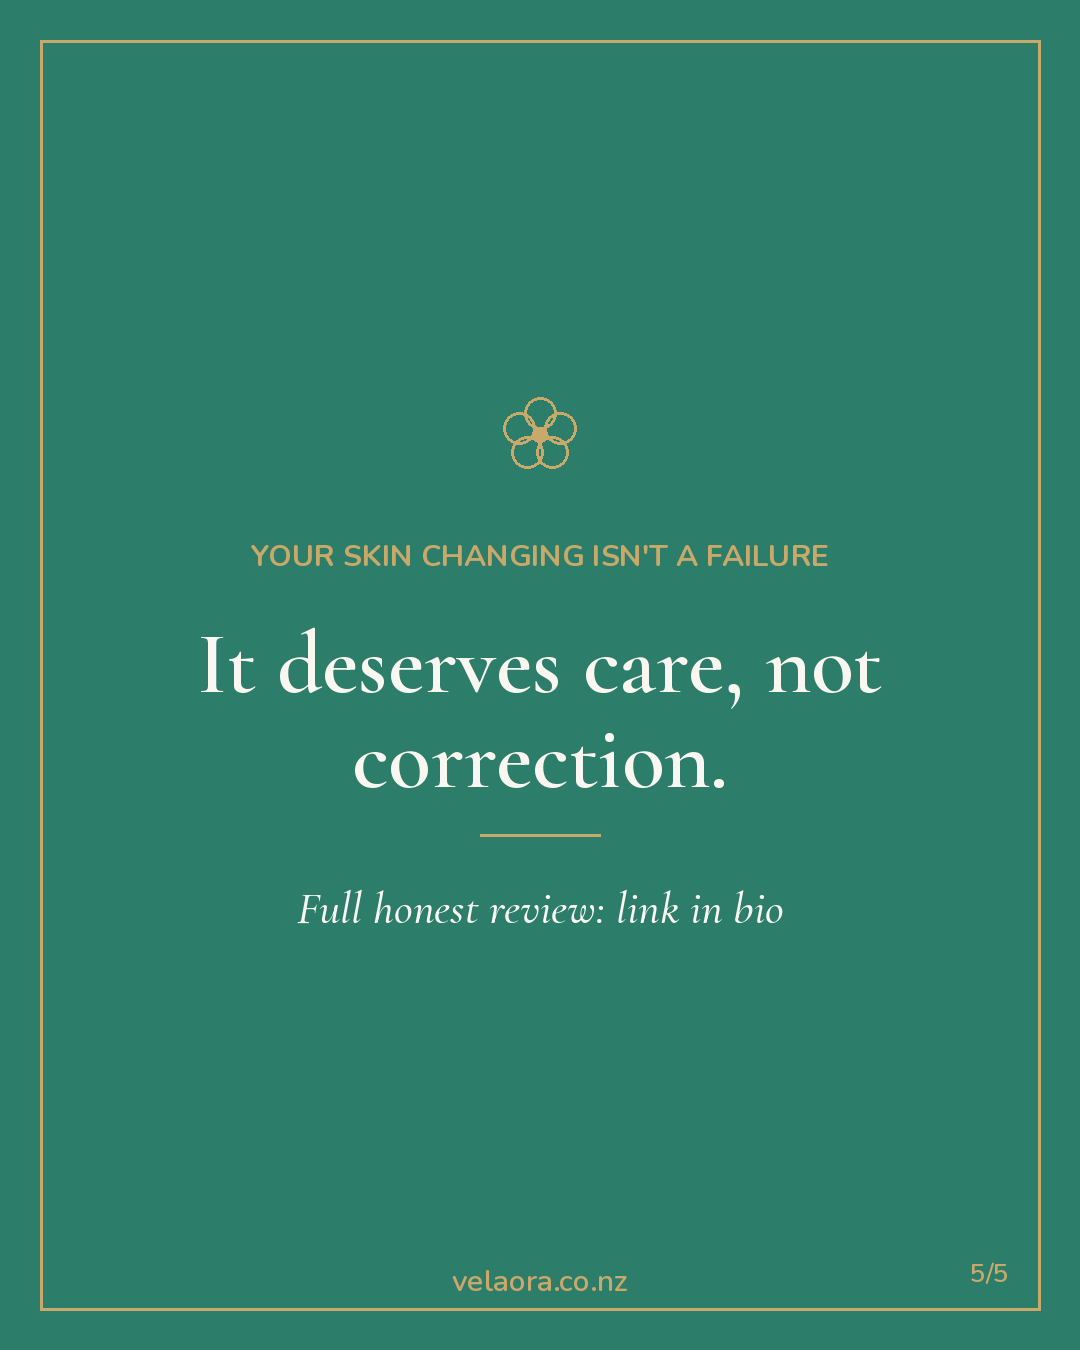 YOUR SKIN CHANGING ISN'T A FAILURE
It deserves care, not
correction.
Full honest review: link in bio
velaora.co.nz
5/5